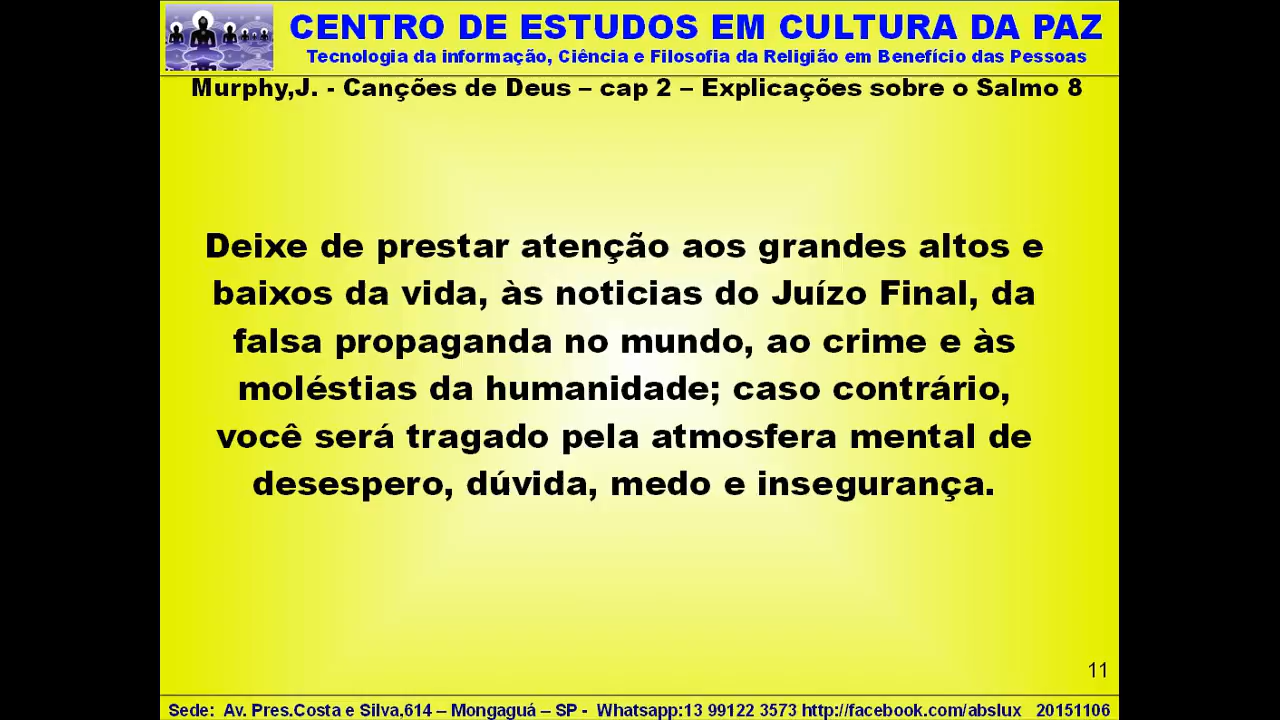 CENTRO DE ESTUDOS EM CULTURA DA PAZ
Tecnologia da informação, Ciência e Filosofia da Religião em Benefício das Pessoas
Murphy,J. - Canções de Deus – cap 2 – Explicações sobre o Salmo 8
Deixe de prestar atenção aos grandes altos e
baixos da vida, às noticias do Juízo Final, da
falsa propaganda no mundo, ao crime e às
moléstias da humanidade; caso contrário,
você será tragado pela atmosfera mental de
desespero, dúvida, medo e insegurança.
11
Sede: Av. Pres.Costa e Silva,614 – Mongaguá – SP - Whatsapp:13 99122 3573 http://facebook.com/abslux 20151106